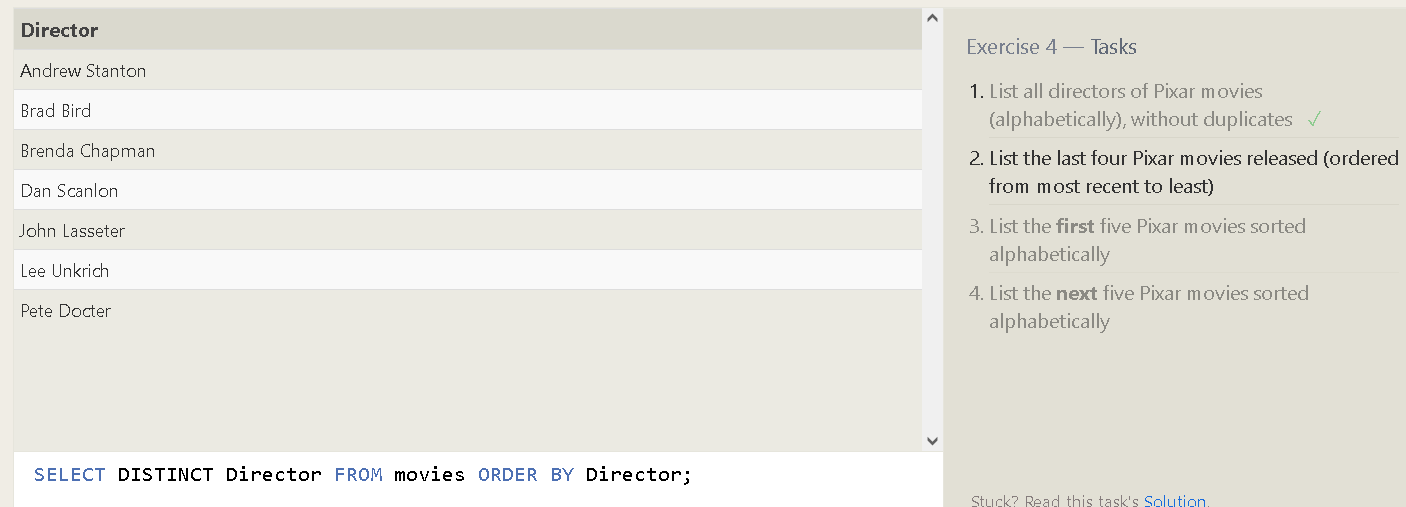 Director
Andrew Stanton
Brad Bird
Brenda Chapman
Dan Scanlon
John Lasseter
Lee Unkrich
Pete Docter
SELECT DISTINCT Director FROM movies ORDER BY Director;
Exercise 4 — Tasks
1. List all directors of Pixar movies
(alphabetically), without duplicates ✓
2. List the last four Pixar movies released (ordered
from most recent to least)
3. List the first five Pixar movies sorted
alphabetically
4. List the next five Pixar movies sorted
alphabetically
Stuck? Read this task's Solution.